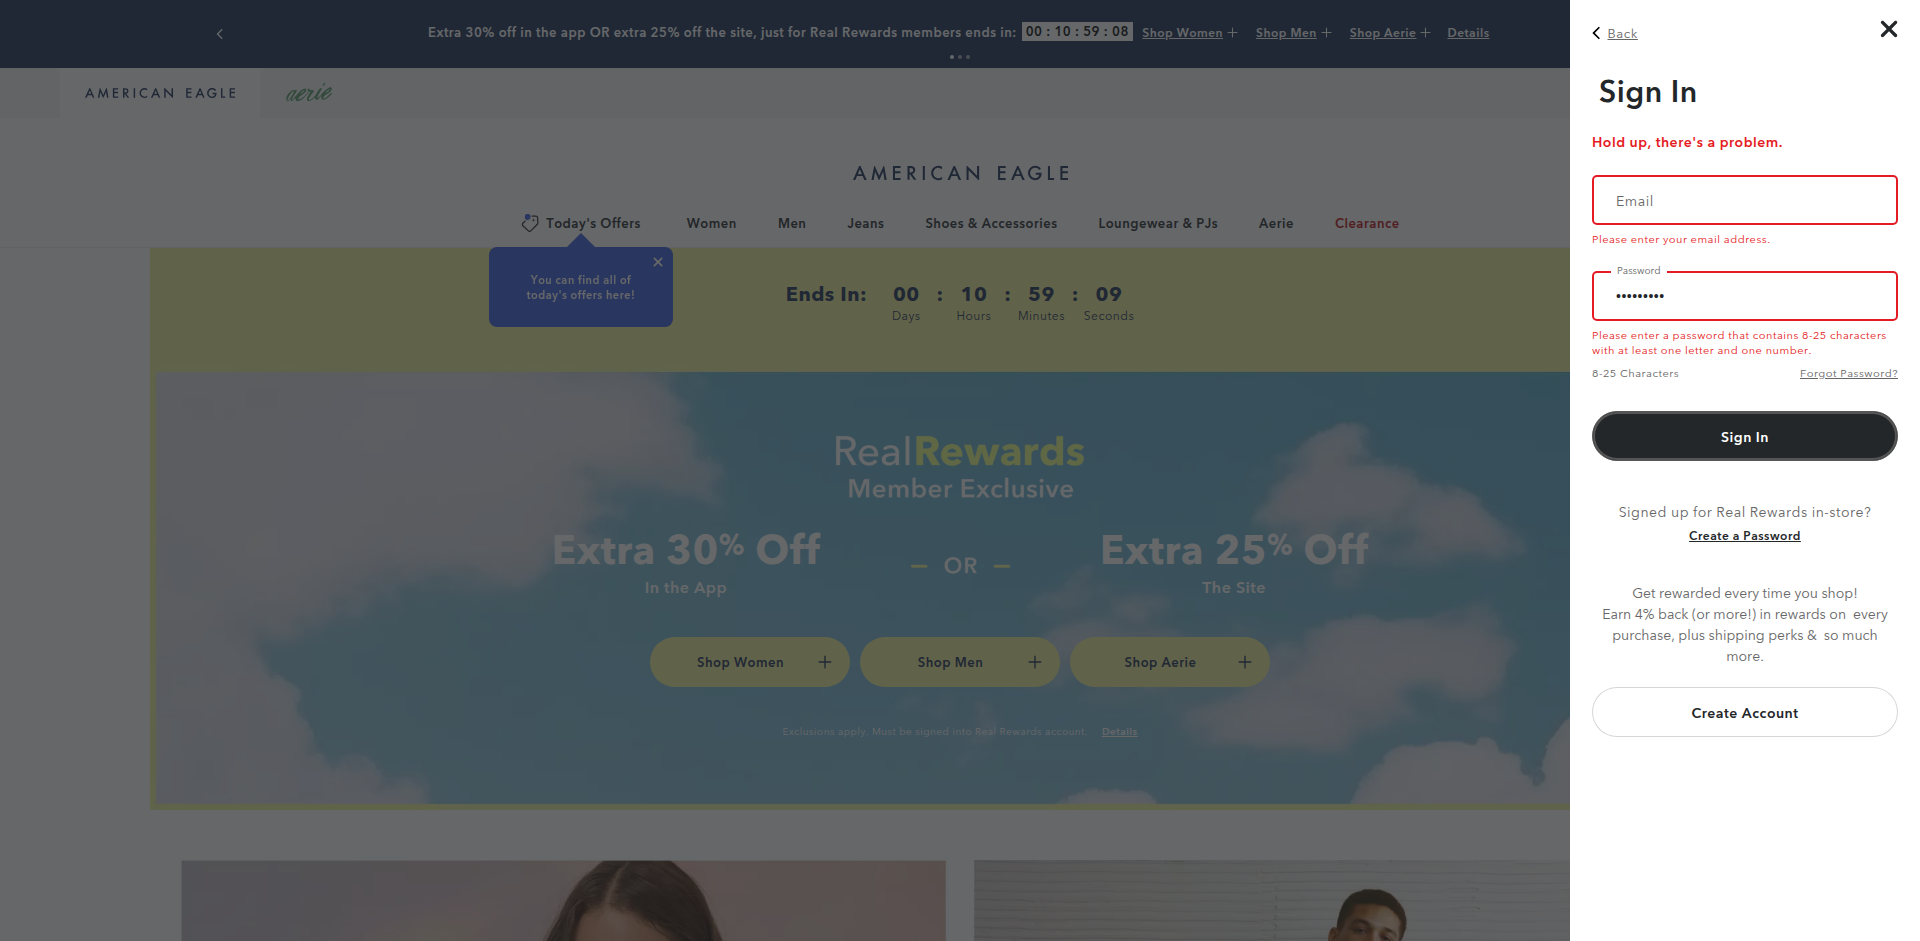 Extra 30% off in the app OR extra 25% off the site, just for Real Rewards members ends in: 00 : 10 : 59 : 08 Shop Women + Shop Men + Shop Aerie + Details
AMERICAN EAGLE aerie
AMERICAN EAGLE
Today's Offers Women Men Jeans Shoes & Accessories Loungewear & PJs Aerie Clearance
You can find all of
today's offers here!
Ends In: 00 : 10 : 59 : 09
Days Hours Minutes Seconds
RealRewards
Member Exclusive
Extra 30% Off
In the App
— OR —
Extra 25% Off
The Site
Shop Women +
Shop Men +
Shop Aerie +
Exclusions apply. Must be signed into Real Rewards account. Details
Back
Sign In
Hold up, there's a problem.
Email
Please enter your email address.
Password
•••••••••
Please enter a password that contains 8-25 characters
with at least one letter and one number.
8-25 Characters Forgot Password?
Sign In
Signed up for Real Rewards in-store?
Create a Password
Get rewarded every time you shop!
Earn 4% back (or more!) in rewards on every
purchase, plus shipping perks & so much
more.
Create Account